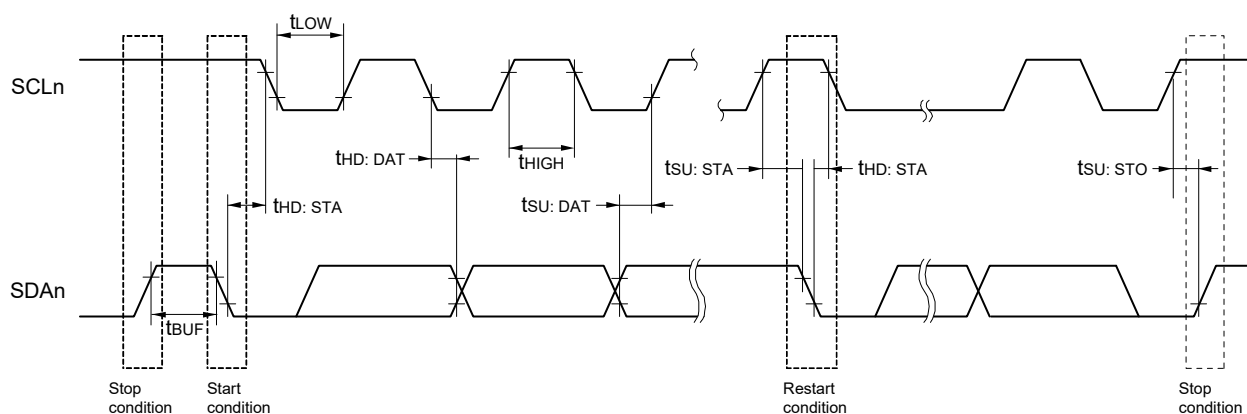 tLOW
SCLn
tHD: DAT
tHIGH
tSU: STA
tHD: STA
tSU: STO
tHD: STA
tSU: DAT
SDAn
tBUF
Stop
condition
Start
condition
Restart
condition
Stop
condition